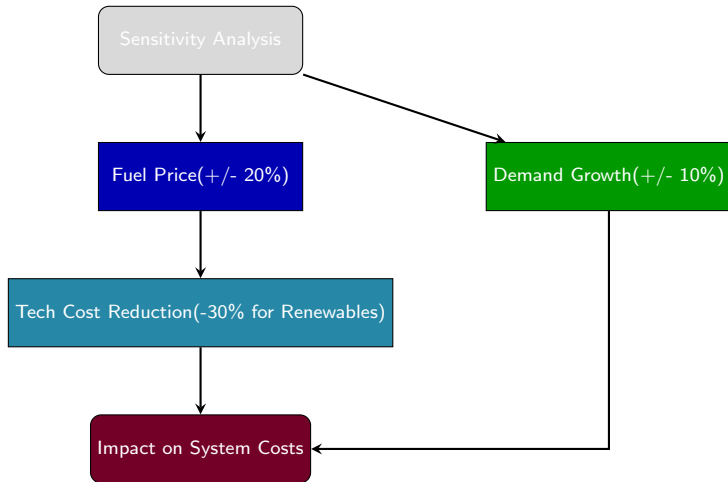 Sensitivity Analysis
Fuel Price(+/- 20%)
Demand Growth(+/- 10%)
Tech Cost Reduction(-30% for Renewables)
Impact on System Costs